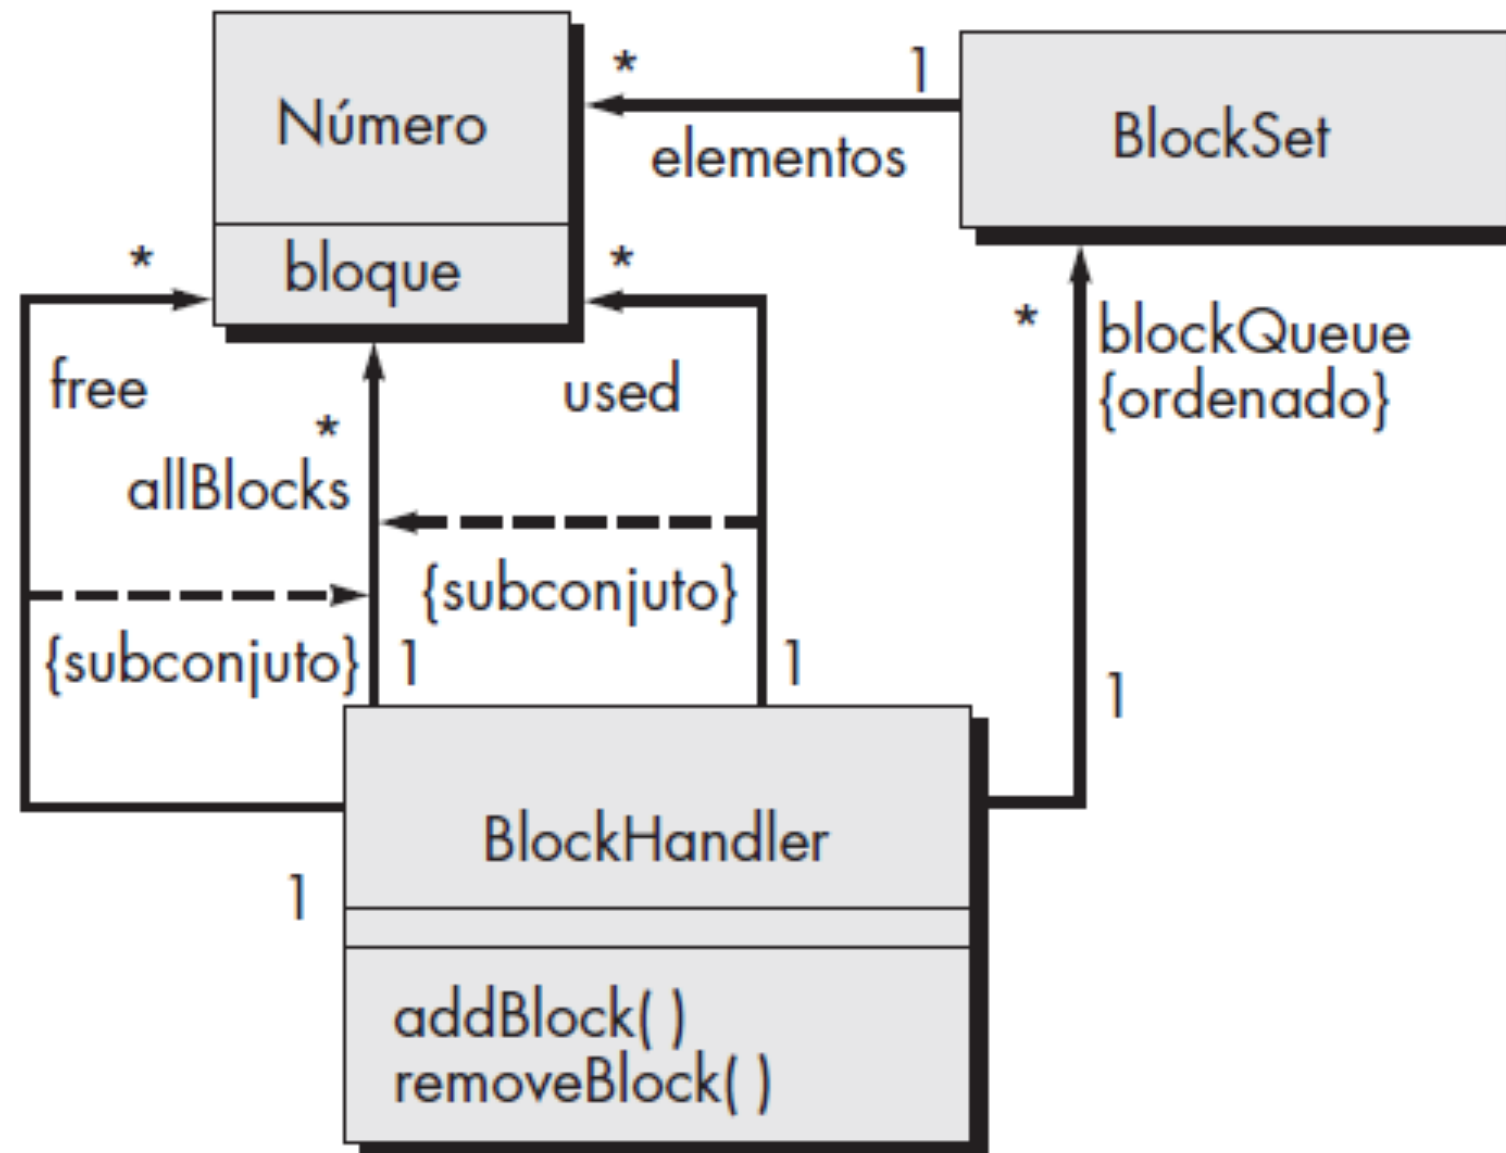 Número
bloque
*
1
elementos
BlockSet
*
free
*
used
*
allBlocks
*
blockQueue
{ordenado}
{subconjuto}
{subconjuto}
1
1
1
BlockHandler
1
addBlock( )
removeBlock( )